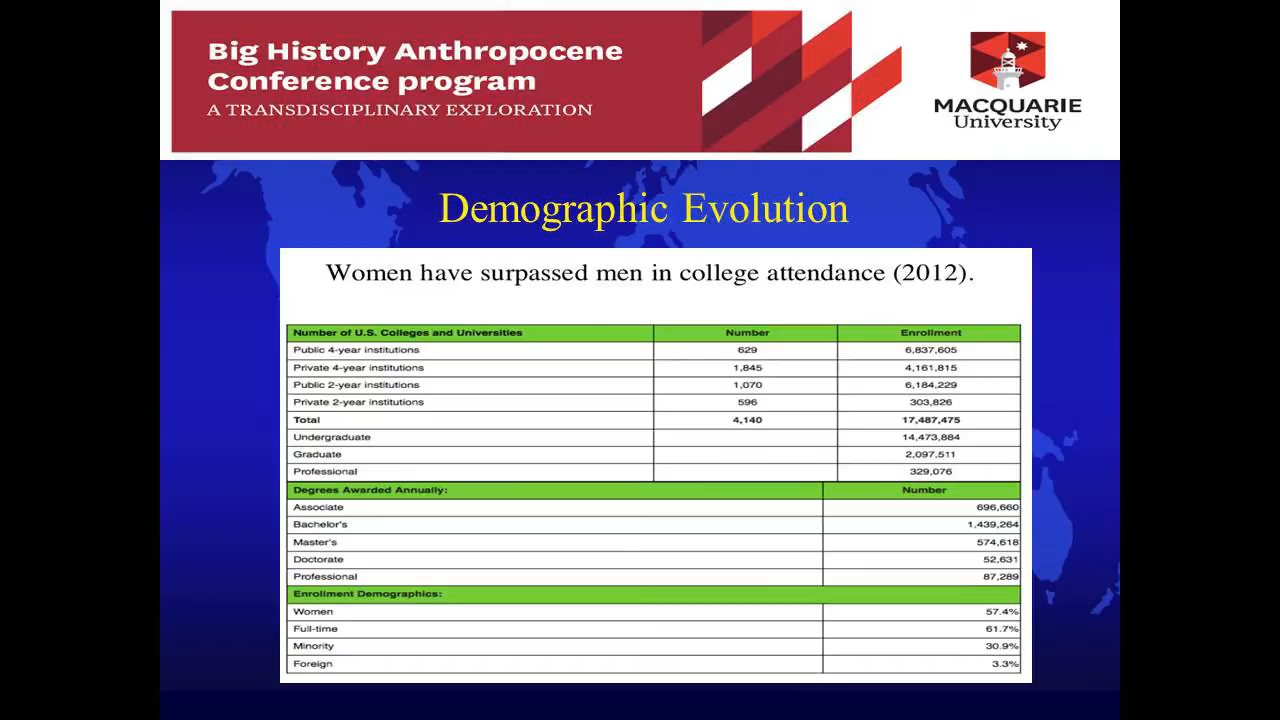 Big History Anthropocene
Conference program
A TRANSDISCIPLINARY EXPLORATION
MACQUARIE
University
Demographic Evolution
Women have surpassed men in college attendance (2012).
Number of U.S. Colleges and Universities Number Enrollment
Public 4-year institutions 629 6,837,605
Private 4-year institutions 1,845 4,161,815
Public 2-year institutions 1,070 6,184,229
Private 2-year institutions 596 303,826
Total 4,140 17,487,475
Undergraduate 14,473,884
Graduate 2,097,511
Professional 329,076
Degrees Awarded Annually: Number
Associate 696,660
Bachelor's 1,439,264
Master's 574,618
Doctorate 52,631
Professional 87,289
Enrollment Demographics:
Women 57.4%
Full-time 61.7%
Minority 30.9%
Foreign 3.3%